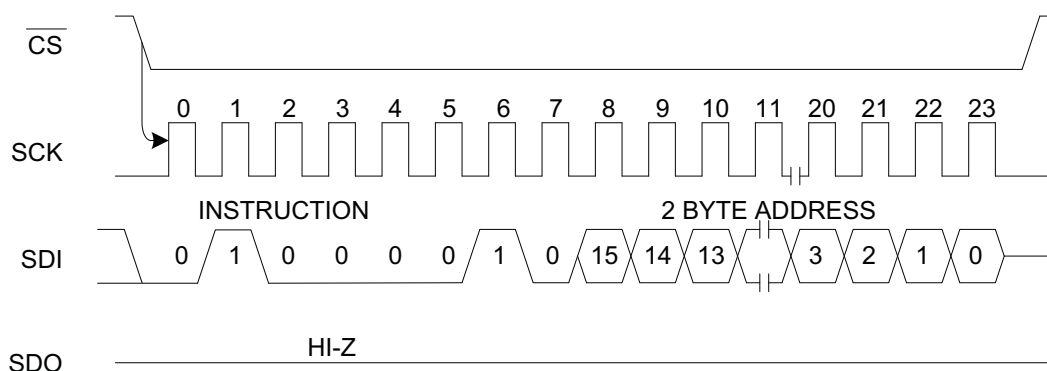 CS
0 1 2 3 4 5 6 7 8 9 10 11 20 21 22 23
SCK
INSTRUCTION 2 BYTE ADDRESS
SDI 0 1 0 0 0 0 1 0 15 14 13 3 2 1 0
HI-Z
SDO